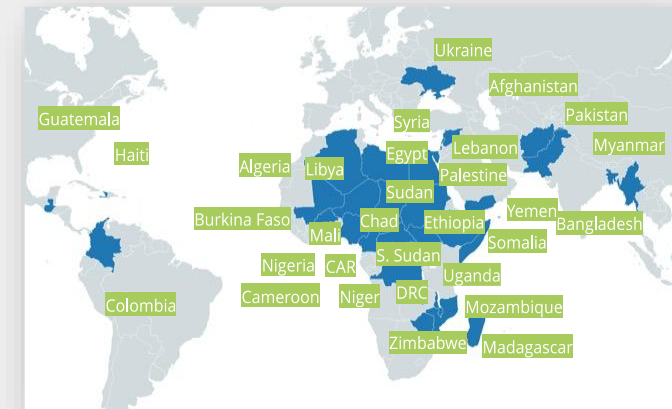 Ukraine
Afghanistan
Guatemala
Pakistan
Syria
Haiti
Myanmar
Egypt
Lebanon
Algeria
Libya
Palestine
Sudan
Yemen
Burkina Faso
Chad
Ethiopia
Bangladesh
Mali
Somalia
S. Sudan
Nigeria
CAR
Uganda
Cameroon
Niger
DRC
Colombia
Mozambique
Zimbabwe
Madagascar